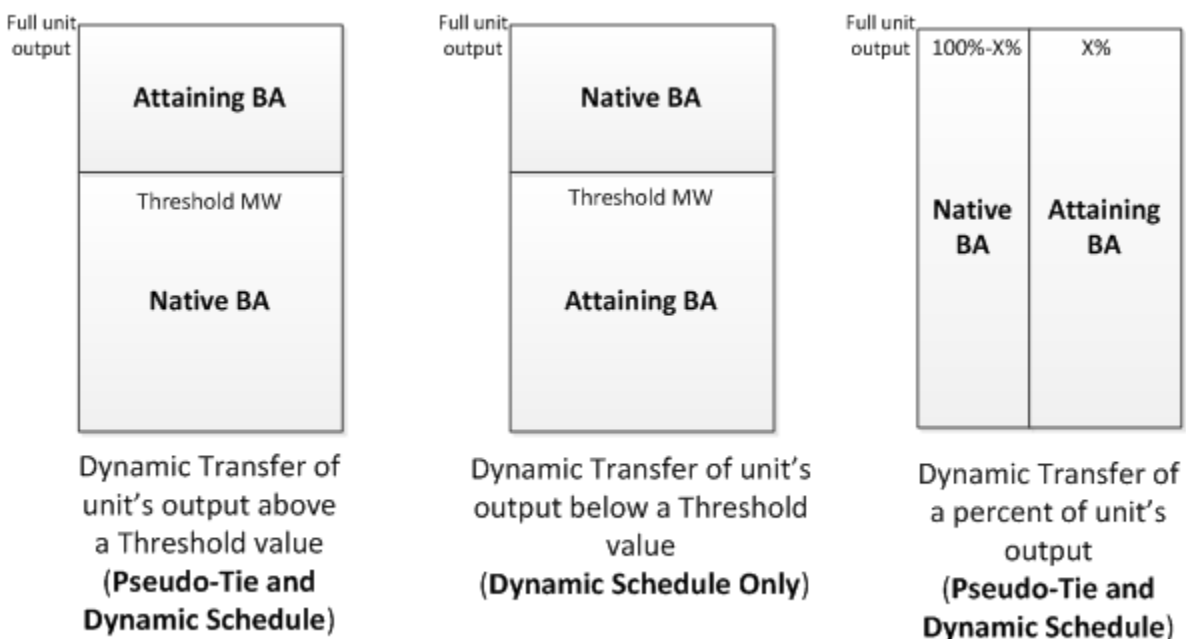 Full unit
output
Attaining BA
Threshold MW
Native BA
Dynamic Transfer of
unit's output above
a Threshold value
(Pseudo-Tie and
Dynamic Schedule)
Full unit
output
Native BA
Threshold MW
Attaining BA
Dynamic Transfer of unit's
output below a Threshold
value
(Dynamic Schedule Only)
Full unit
output
100%-X%
X%
Native
BA
Attaining
BA
Dynamic Transfer of
a percent of unit's
output
(Pseudo-Tie and
Dynamic Schedule)